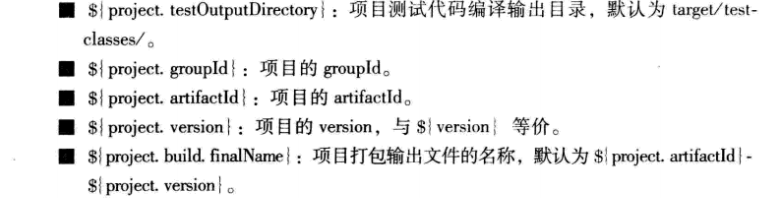 ■ ${project. testOutputDirectory}：项目测试代码编译输出目录，默认为 target/test-
classes/。
■ ${project. groupId}：项目的 groupId。
■ ${project. artifactId}：项目的 artifactId。
■ ${project. version}：项目的 version，与 ${version} 等价。
■ ${project. build. finalName}：项目打包输出文件的名称，默认为 ${project. artifactId}-
${project. version}。